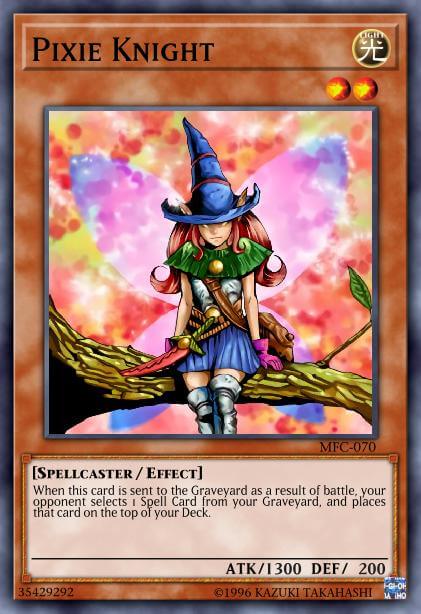 PIXIE KNIGHT
LIGHT
光
MFC-070
[SPELLCASTER / EFFECT]
When this card is sent to the Graveyard as a result of battle, your
opponent selects 1 Spell Card from your Graveyard, and places
that card on the top of your Deck.
ATK/1300 DEF/ 200
35429292
©1996 KAZUKI TAKAHASHI